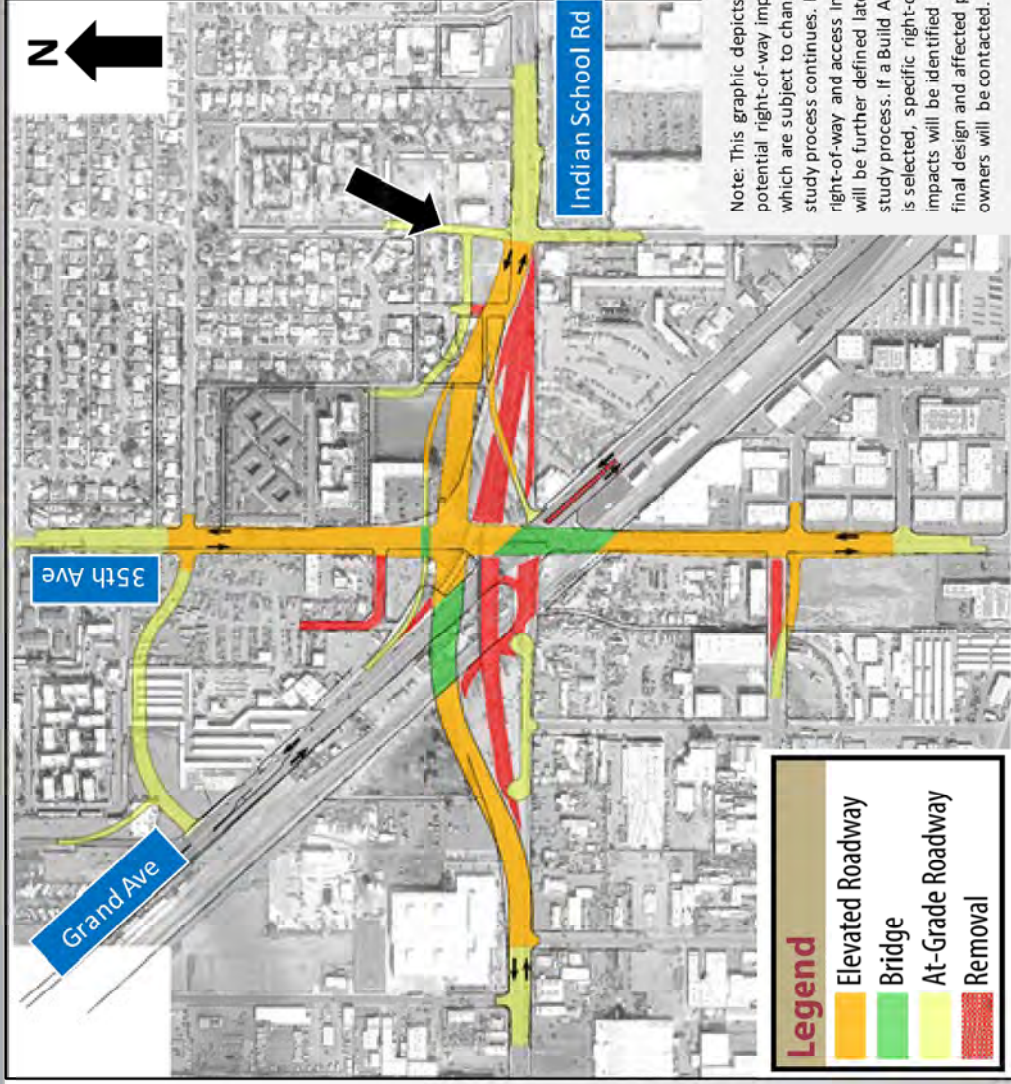 N
Indian School Rd
35th Ave
Grand Ave
Note: This graphic depicts
potential right-of-way imp
which are subject to chan
study process continues.
right-of-way and access In
will be further defined late
study process. If a Build A
is selected, specific right-o
impacts will be identified
final design and affected p
owners will be contacted.
Legend
Elevated Roadway
Bridge
At-Grade Roadway
Removal